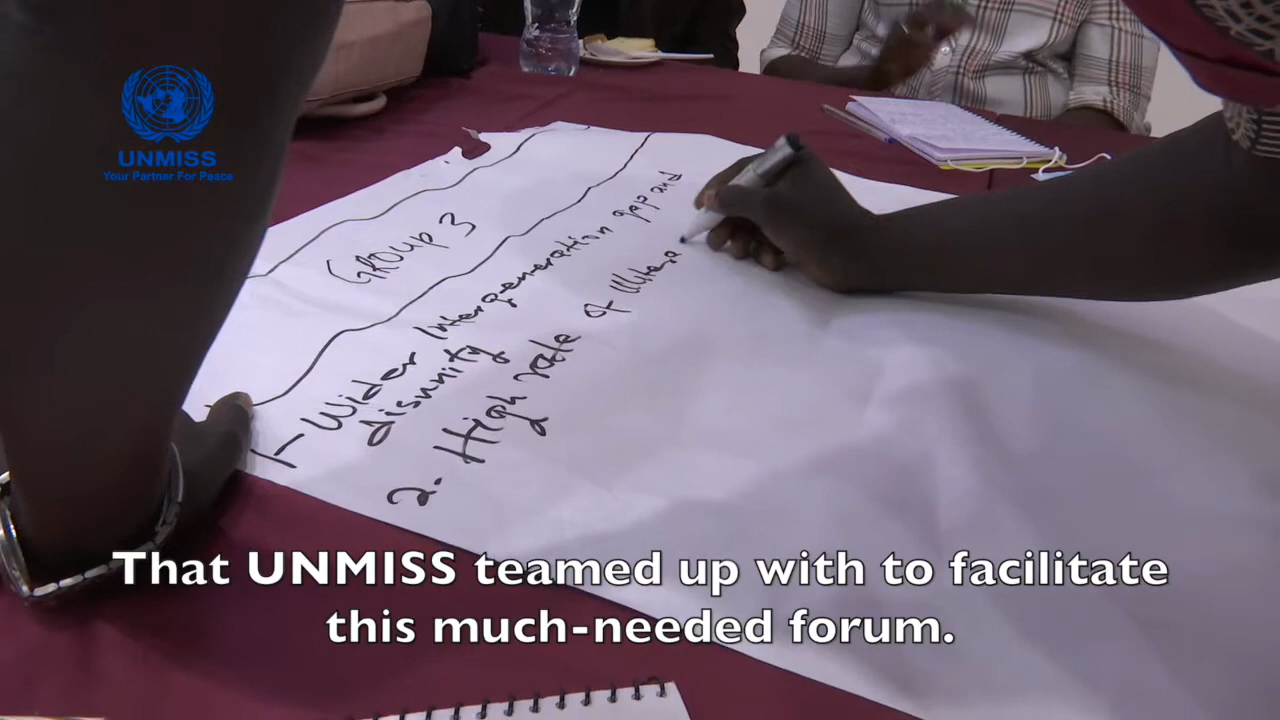 UNMISS
Your Partner For Peace
GROUP 3
1- Wider Intergeneration gap and
disunity
2. High rate of illitera
That UNMISS teamed up with to facilitate
this much-needed forum.